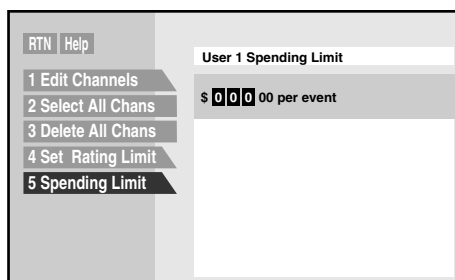 RTN Help
User 1 Spending Limit
1 Edit Channels
2 Select All Chans
3 Delete All Chans
4 Set Rating Limit
5 Spending Limit
$ 0 0 0 00 per event